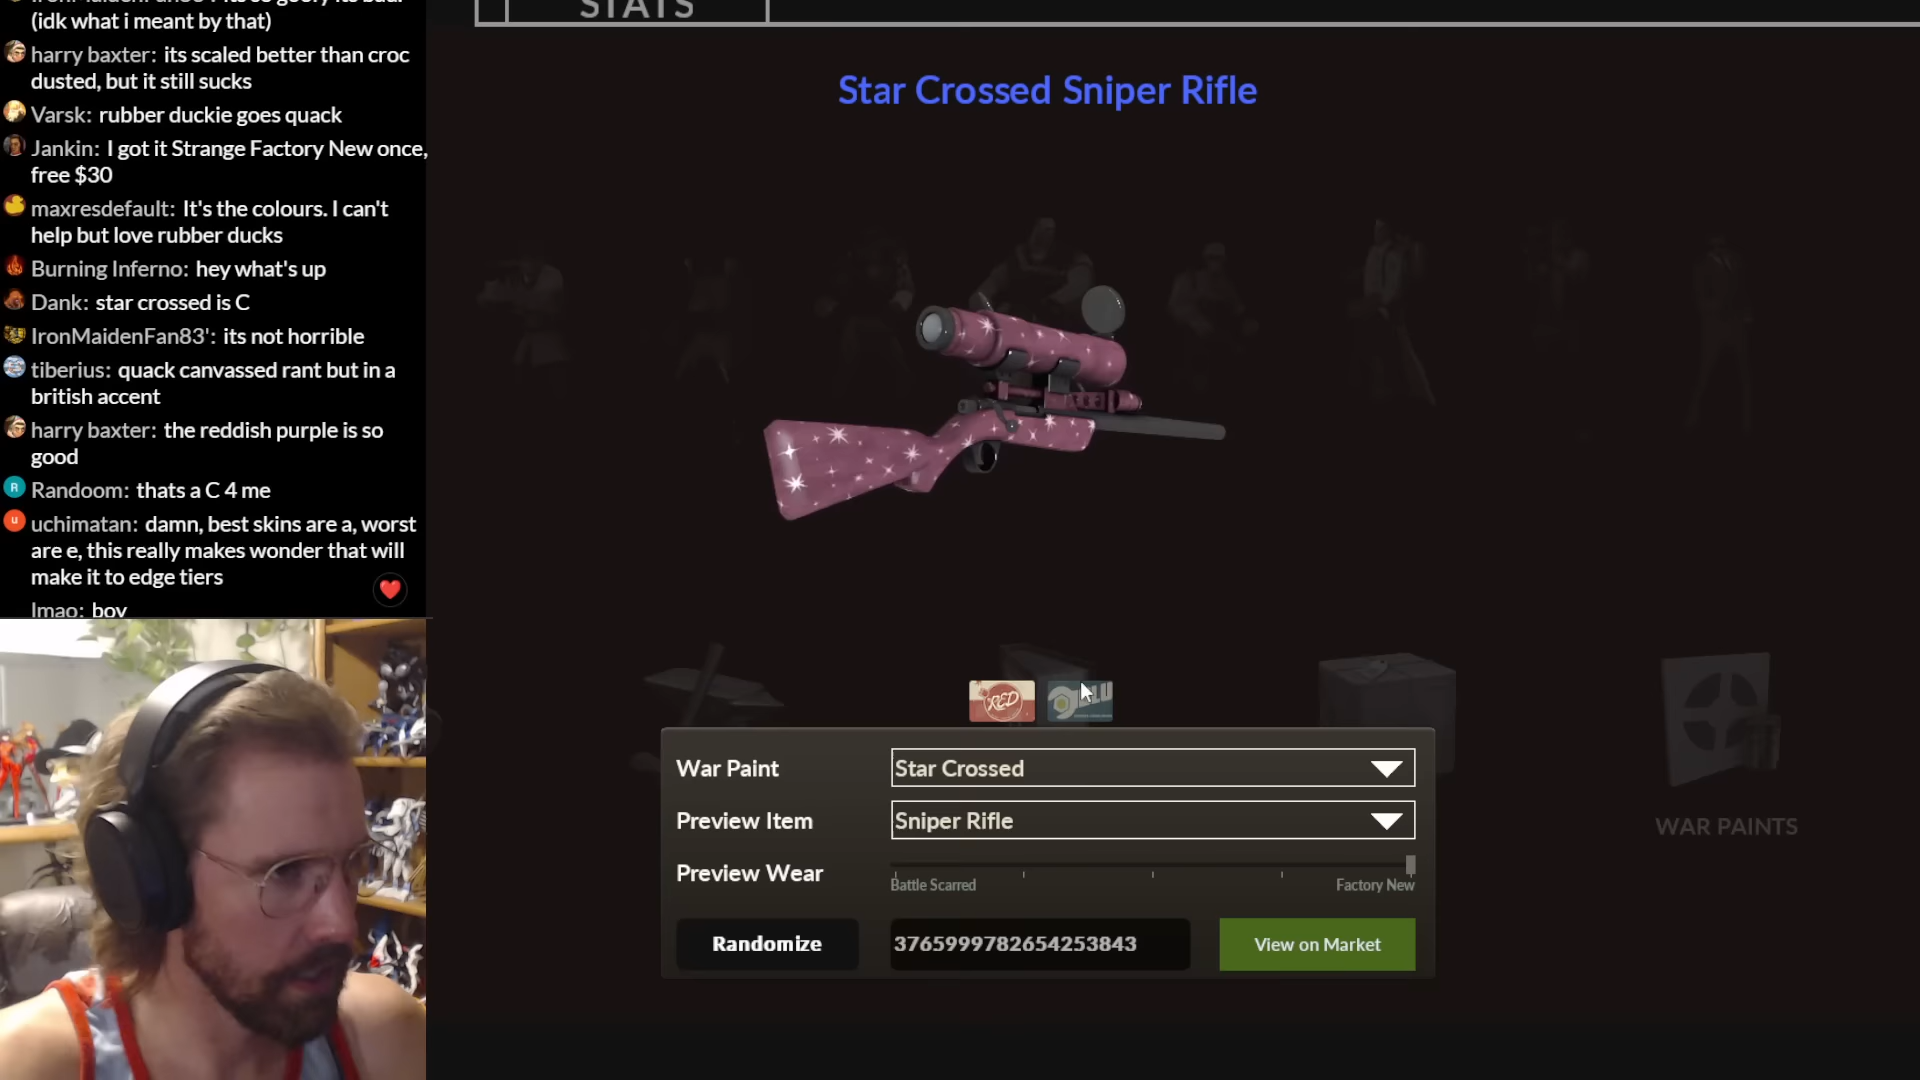 STATS
(idk what i meant by that)
harry baxter: its scaled better than croc
dusted, but it still sucks
Varsk: rubber duckie goes quack
Jankin: I got it Strange Factory New once,
free $30
maxresdefault: It's the colours. I can't
help but love rubber ducks
Burning Inferno: hey what's up
Dank: star crossed is C
IronMaidenFan83': its not horrible
tiberius: quack canvassed rant but in a
british accent
harry baxter: the reddish purple is so
good
R Randoom: thats a C 4 me
u uchimatan: damn, best skins are a, worst
are e, this really makes wonder that will
make it to edge tiers
lmao: boy
Star Crossed Sniper Rifle
RED
BLU
War Paint
Star Crossed
Preview Item
Sniper Rifle
Preview Wear
Battle Scarred
Factory New
Randomize
3765999782654253843
View on Market
WAR PAINTS